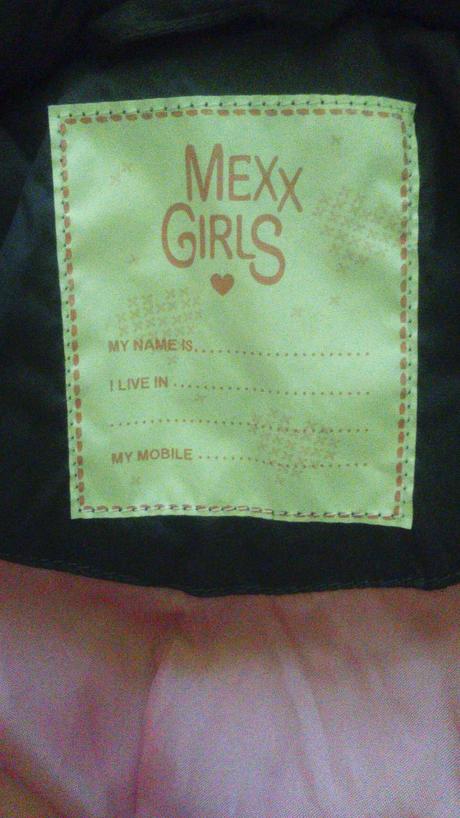 MEXX
GIRLS
MY NAME IS....................
I LIVE IN ......................
............................
MY MOBILE ...................